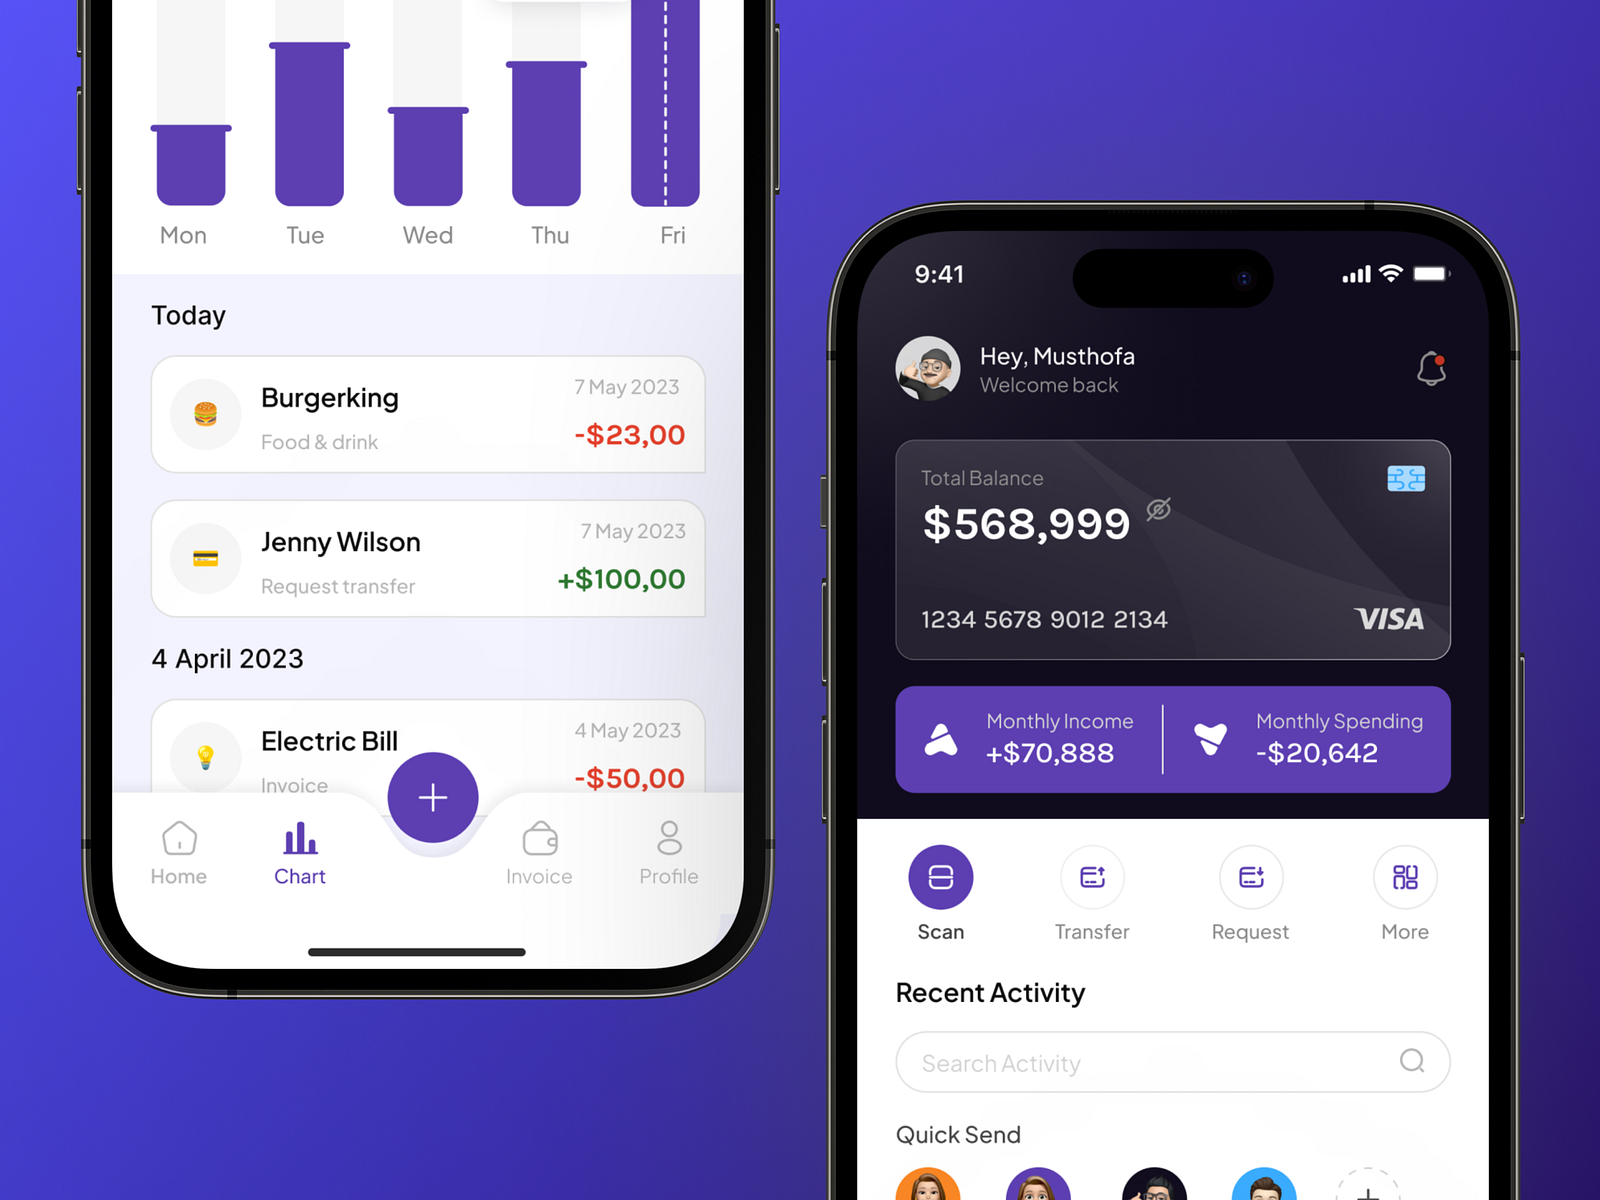 Mon Tue Wed Thu Fri
Today
Burgerking
7 May 2023
Food & drink
-$23,00
Jenny Wilson
7 May 2023
Request transfer
+$100,00
4 April 2023
Electric Bill
4 May 2023
Invoice
-$50,00
Home Chart Invoice Profile
9:41
Hey, Musthofa
Welcome back
Total Balance
$568,999
1234 5678 9012 2134
VISA
Monthly Income
+$70,888
Monthly Spending
-$20,642
Scan Transfer Request More
Recent Activity
Search Activity
Quick Send